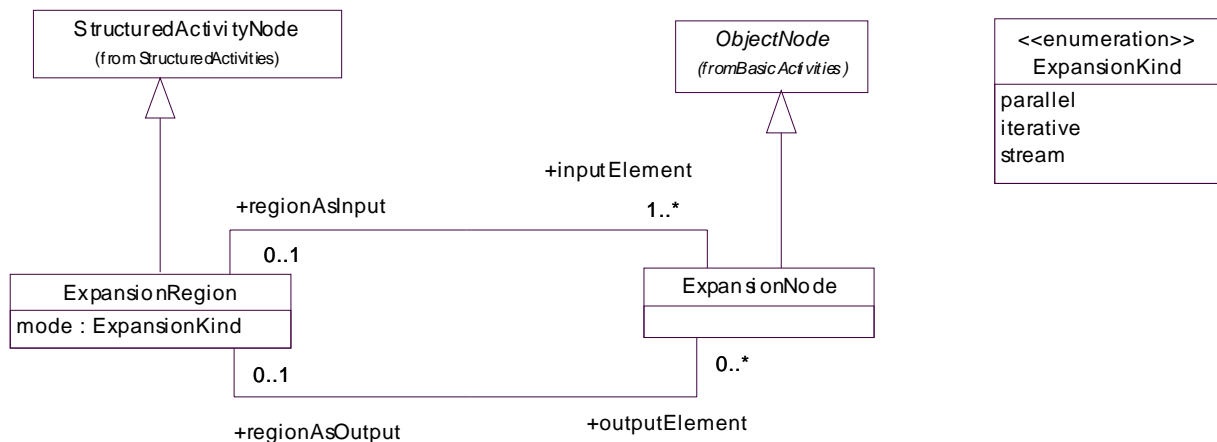 StructuredActivityNode
(from StructuredActivities)
ObjectNode
(fromBasicActivities)
<<enumeration>>
ExpansionKind
parallel
iterative
stream
+inputElement
+regionAsInput
1..*
0..1
ExpansionRegion
mode : ExpansionKind
ExpansionNode
0..1
0..*
+regionAsOutput
+outputElement